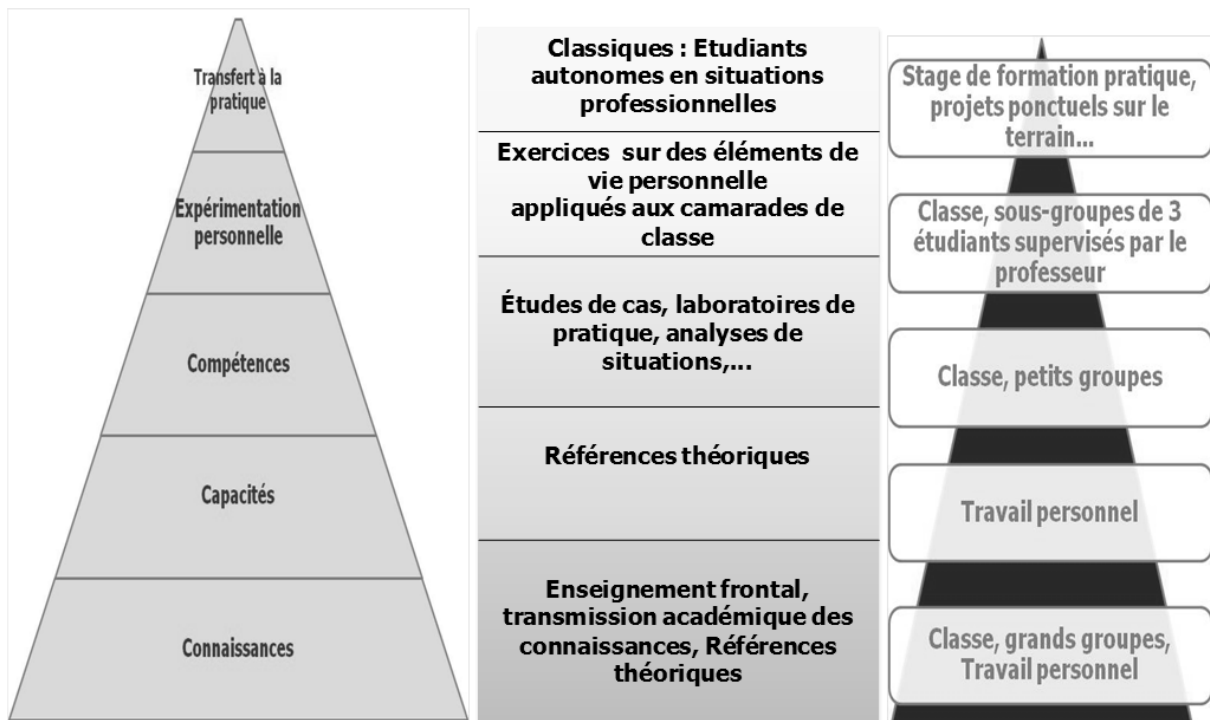 Transfert à la
pratique
Expérimentation
personnelle
Compétences
Capacités
Connaissances
Classiques : Etudiants
autonomes en situations
professionnelles
Exercices sur des éléments de
vie personnelle
appliqués aux camarades de
classe
Études de cas, laboratoires de
pratique, analyses de
situations,...
Références théoriques
Enseignement frontal,
transmission académique des
connaissances, Références
théoriques
Stage de formation pratique,
projets ponctuels sur le
terrain...
Classe, sous-groupes de 3
étudiants supervisés par le
professeur
Classe, petits groupes
Travail personnel
Classe, grands groupes,
Travail personnel